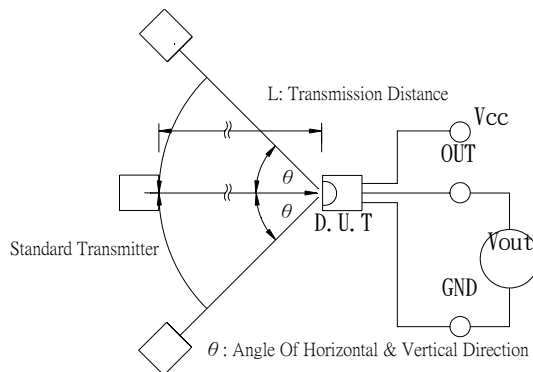 L: Transmission Distance
Vcc
OUT
θ
θ
D.U.T
Standard Transmitter
Vout
GND
θ : Angle Of Horizontal & Vertical Direction